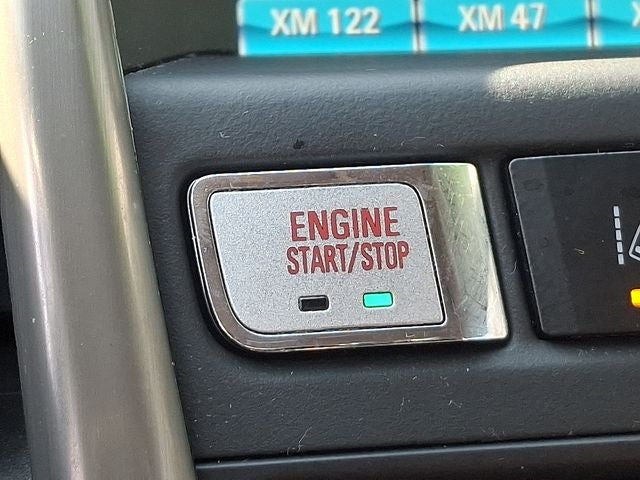 XM 122 XM 47
ENGINE
START/STOP